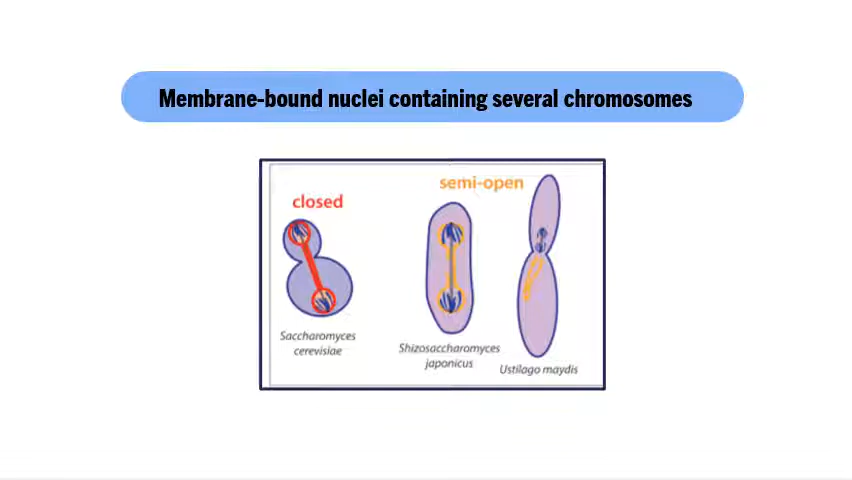 Membrane-bound nuclei containing several chromosomes
closed
semi-open
Saccharomyces
cerevisiae
Shizosaccharomyces
japonicus
Ustilago maydis